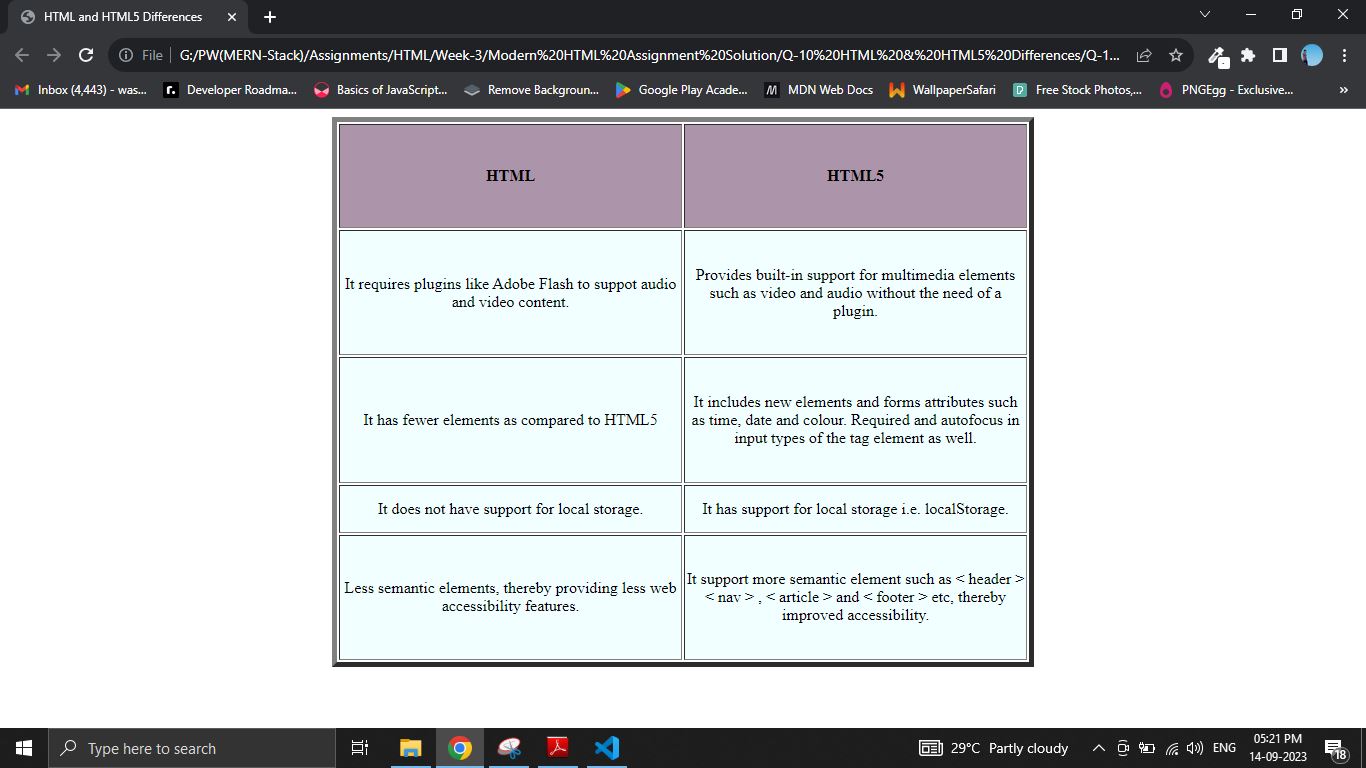 HTML and HTML5 Differences
File
G:/PW(MERN-Stack)/Assignments/HTML/Week-3/Modern%20HTML%20Assignment%20Solution/Q-10%20HTML%20&%20HTML5%20Differences/Q-1...
Inbox (4,443) - was...
Developer Roadma...
Basics of JavaScript...
Remove Backgroun...
Google Play Acade...
MDN Web Docs
WallpaperSafari
Free Stock Photos,...
PNGEgg - Exclusive...
»
HTML
HTML5
It requires plugins like Adobe Flash to suppot audio
and video content.
Provides built-in support for multimedia elements
such as video and audio without the need of a
plugin.
It has fewer elements as compared to HTML5
It includes new elements and forms attributes such
as time, date and colour. Required and autofocus in
input types of the tag element as well.
It does not have support for local storage.
It has support for local storage i.e. localStorage.
Less semantic elements, thereby providing less web
accessibility features.
It support more semantic element such as < header >
< nav > , < article > and < footer > etc, thereby
improved accessibility.
Type here to search
29°C Partly cloudy
ENG
05:21 PM
14-09-2023
18